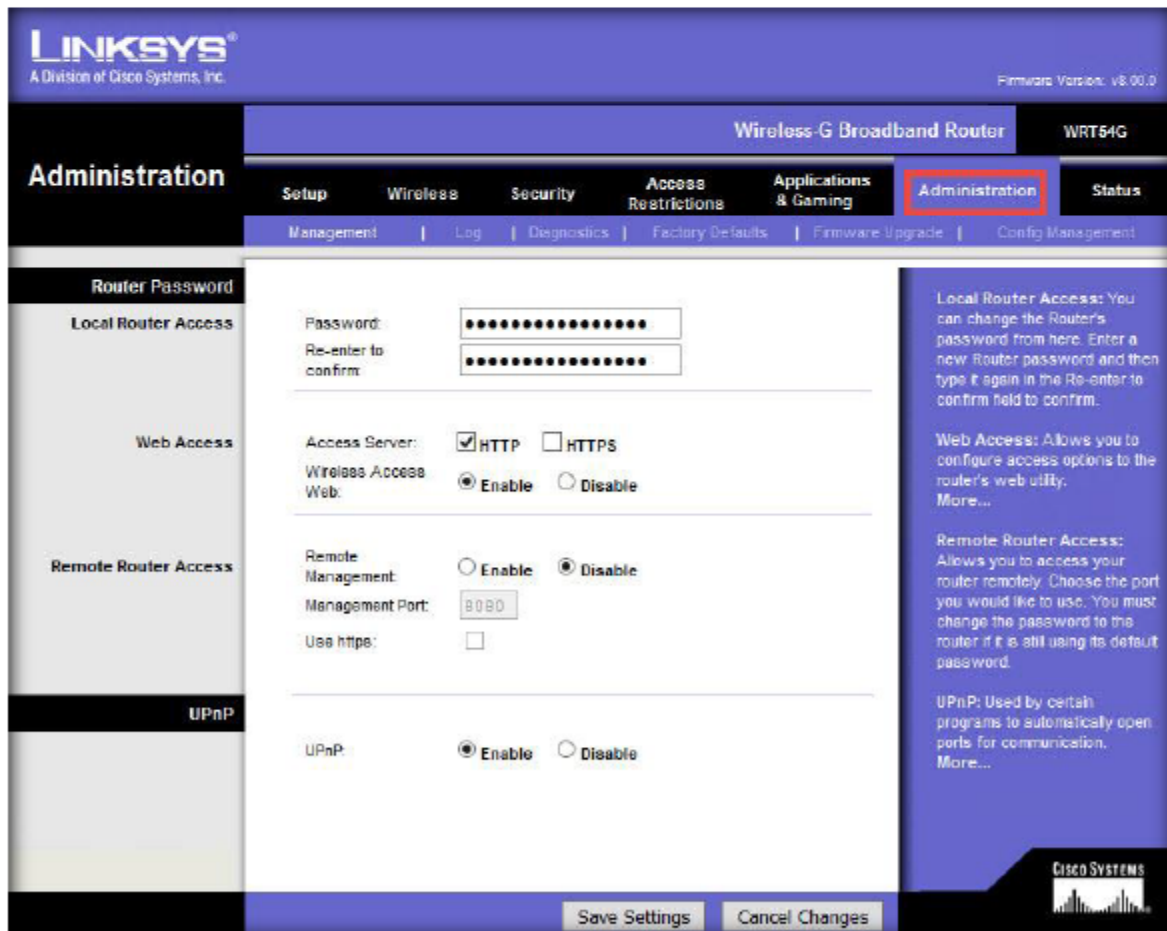 LINKSYS®
A Division of Cisco Systems, Inc.
Firmware Version: v8.00.0
Wireless-G Broadband Router
WRT54G
Administration
Setup
Wireless
Security
Access Restrictions
Applications & Gaming
Administration
Status
Management | Log | Diagnostics | Factory Defaults | Firmware Upgrade | Config Management
Router Password
Local Router Access
Password:
••••••••••••••••
Re-enter to
confirm:
••••••••••••••••
Web Access
Access Server:
HTTP
HTTPS
Wireless Access
Web:
Enable
Disable
Remote Router Access
Remote
Management:
Enable
Disable
Management Port:
8080
Use https:
UPnP
UPnP:
Enable
Disable
Local Router Access: You
can change the Router's
password from here. Enter a
new Router password and then
type it again in the Re-enter to
confirm field to confirm.
Web Access: Allows you to
configure access options to the
router's web utility.
More...
Remote Router Access:
Allows you to access your
router remotely. Choose the port
you would like to use. You must
change the password to the
router if it is still using its default
password.
UPnP: Used by certain
programs to automatically open
ports for communication.
More...
CISCO SYSTEMS
Save Settings
Cancel Changes